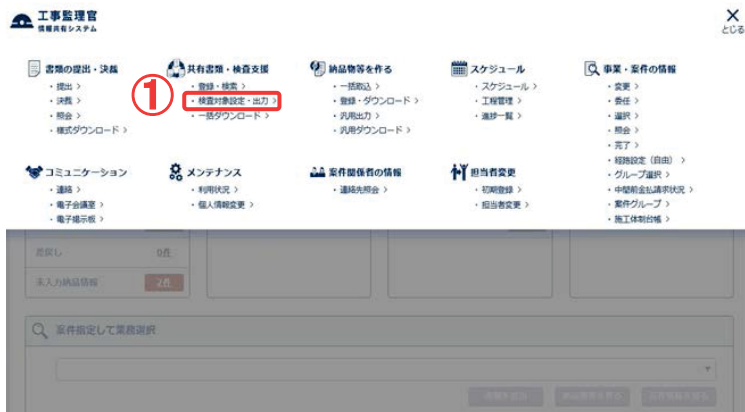 工事監理官
情報共有システム
とじる
書類の提出・決裁
・提出 >
・決裁 >
・照会 >
・様式ダウンロード >
①
共有書類・検査支援
・登録・検索 >
・検査対象設定・出力 >
・一括ダウンロード >
納品物等を作る
・一括取込 >
・登録・ダウンロード >
・汎用出力 >
・汎用ダウンロード >
スケジュール
・スケジュール >
・工程管理 >
・進捗一覧 >
事業・案件の情報
・変更 >
・委任 >
・選択 >
・照会 >
・完了 >
・経路設定（自由） >
・グループ選択 >
・中間前金払請求状況 >
・案件グループ >
・施工体制台帳 >
コミュニケーション
・連絡 >
・電子会議室 >
・電子掲示板 >
メンテナンス
・利用状況 >
・個人情報変更 >
案件関係者の情報
・連絡先照会 >
担当者変更
・初期登録 >
・担当者変更 >
差戻し 0点
未入力納品情報 2点
案件指定して業務選択